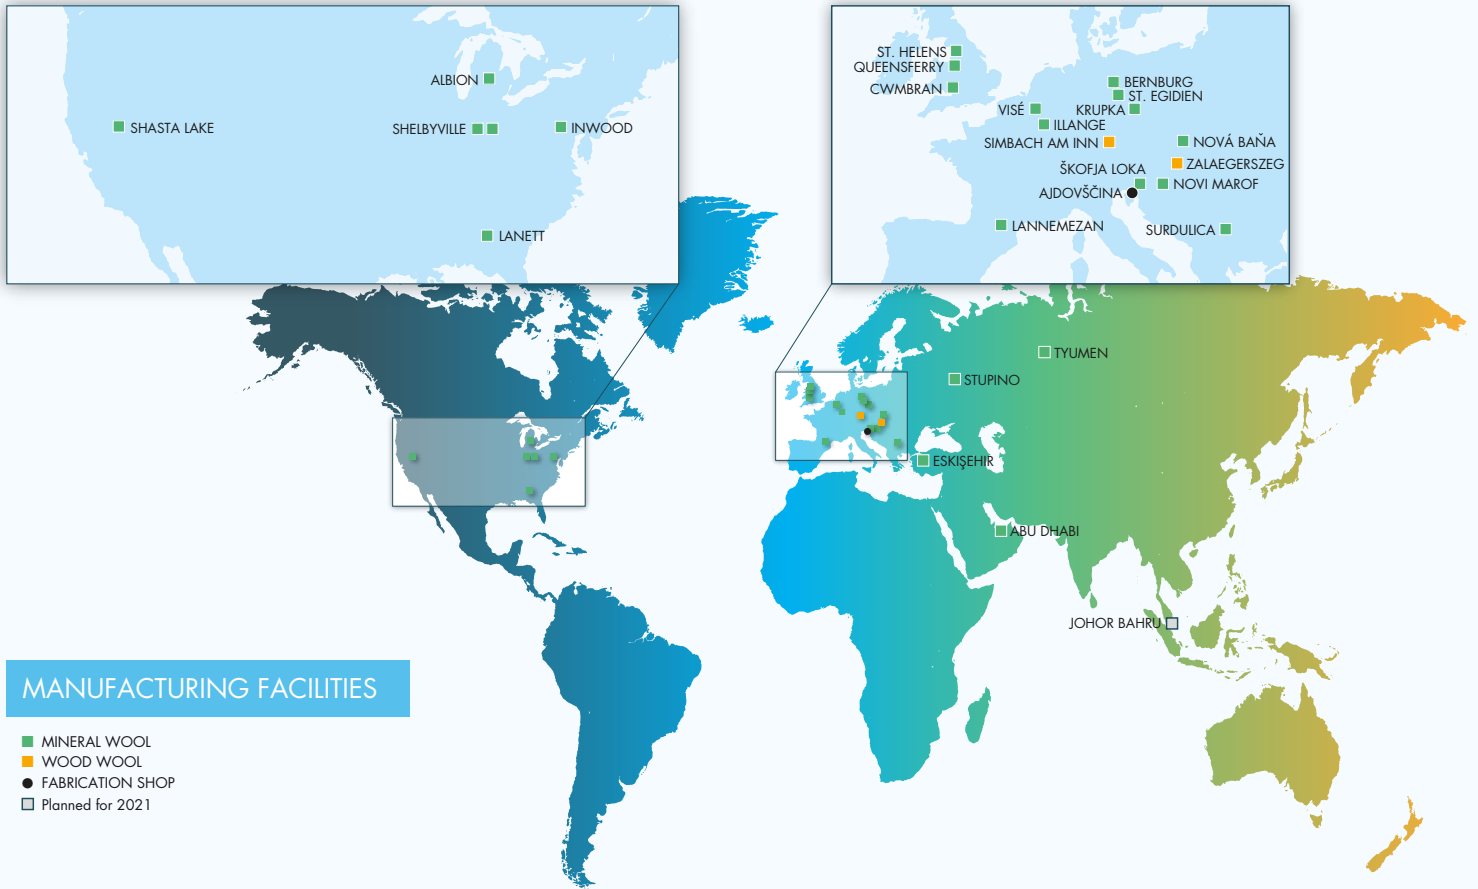 ALBION
SHASTA LAKE
SHELBYVILLE
INWOOD
LANETT
ST. HELENS
QUEENSFERRY
CWMBRAN
BERNBURG
ST. EGIDIEN
VISÉ
KRUPKA
ILLANGE
SIMBACH AM INN
NOVÁ BAŇA
ZALAEGERSZEG
ŠKOFJA LOKA
NOVI MAROF
AJDOVŠČINA
LANNEMEZAN
SURDULICA
TYUMEN
STUPINO
ESKIŞEHIR
ABU DHABI
JOHOR BAHRU
MANUFACTURING FACILITIES
MINERAL WOOL
WOOD WOOL
FABRICATION SHOP
Planned for 2021